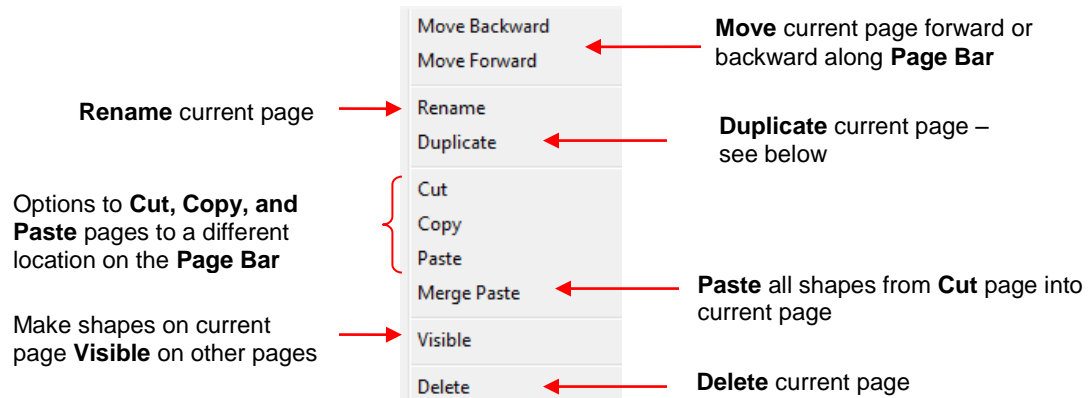 Move Backward
Move Forward
Move current page forward or
backward along Page Bar
Rename current page
Rename
Duplicate
Duplicate current page –
see below
Options to Cut, Copy, and
Paste pages to a different
location on the Page Bar
Cut
Copy
Paste
Merge Paste
Paste all shapes from Cut page into
current page
Make shapes on current
page Visible on other pages
Visible
Delete
Delete current page